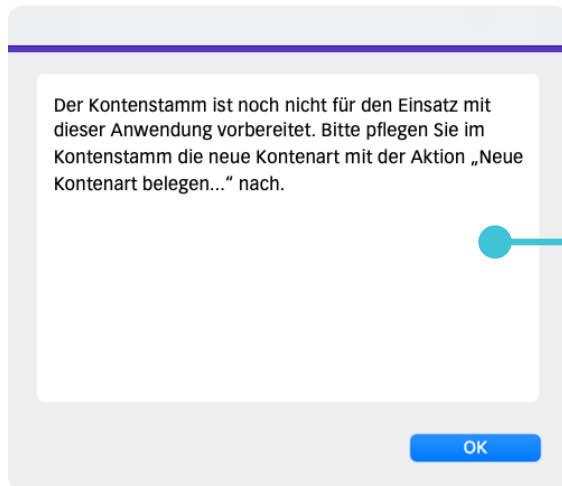 Der Kontenstamm ist noch nicht für den Einsatz mit
dieser Anwendung vorbereitet. Bitte pflegen Sie im
Kontenstamm die neue Kontenart mit der Aktion „Neue
Kontenart belegen...“ nach.
OK